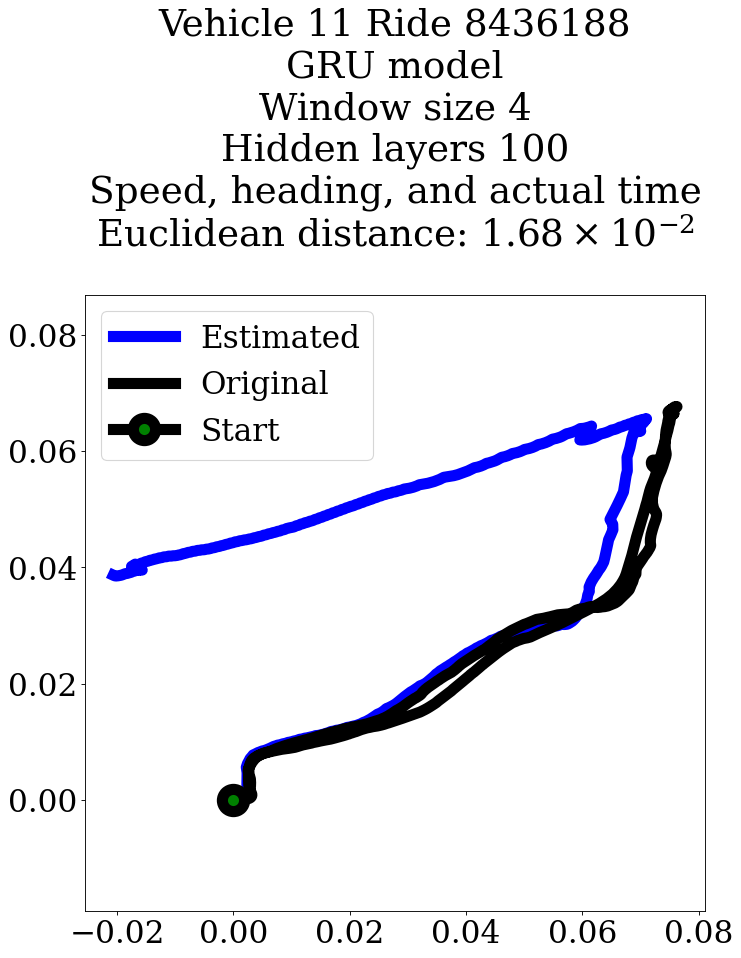 Vehicle 11 Ride 8436188
GRU model
Window size 4
Hidden layers 100
Speed, heading, and actual time
Euclidean distance: 1.68 × 10⁻²
Estimated
Original
Start
0.08
0.06
0.04
0.02
0.00
−0.02 0.00 0.02 0.04 0.06 0.08